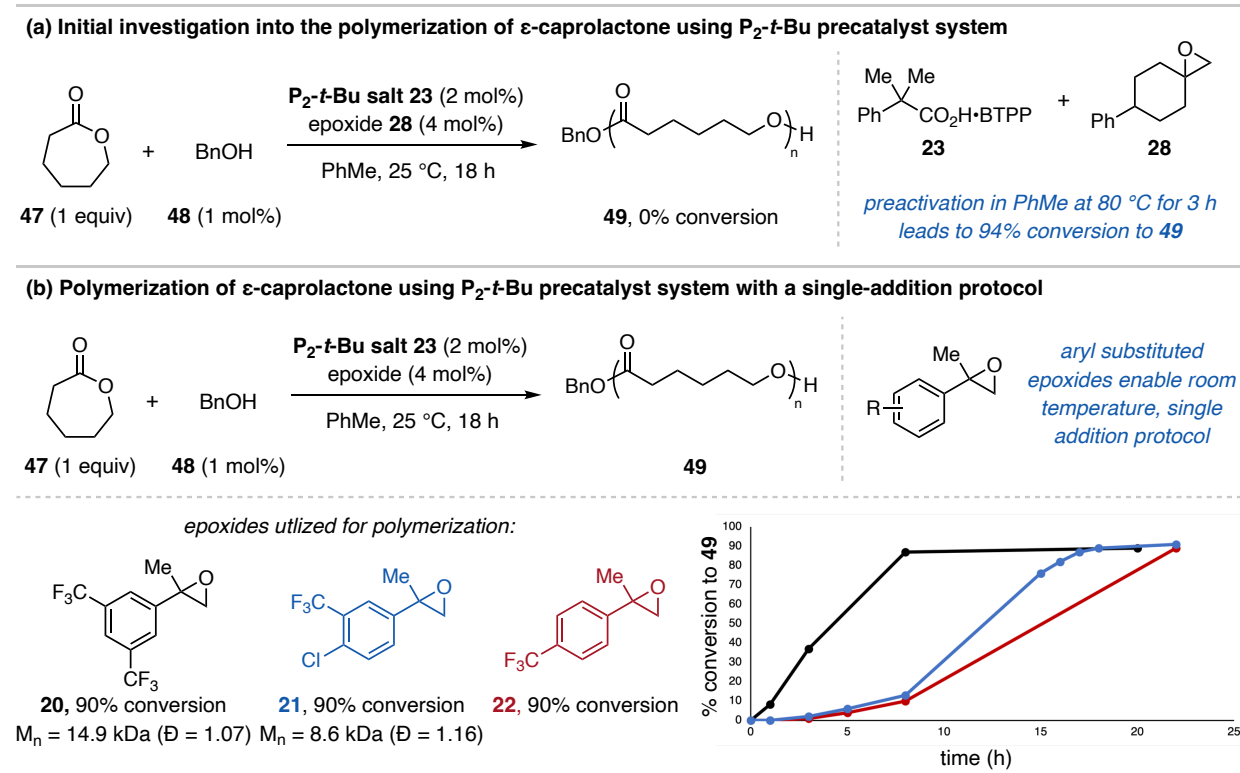 (a) Initial investigation into the polymerization of ε-caprolactone using P2-t-Bu precatalyst system
O
O
+
BnOH
P2-t-Bu salt 23 (2 mol%)
epoxide 28 (4 mol%)
PhMe, 25 °C, 18 h
BnO
O
O
H
n
47 (1 equiv)
48 (1 mol%)
49, 0% conversion
Me Me
Ph
CO2H•BTPP
23
+
O
Ph
28
preactivation in PhMe at 80 °C for 3 h
leads to 94% conversion to 49
(b) Polymerization of ε-caprolactone using P2-t-Bu precatalyst system with a single-addition protocol
O
O
+
BnOH
P2-t-Bu salt 23 (2 mol%)
epoxide (4 mol%)
PhMe, 25 °C, 18 h
BnO
O
O
H
n
47 (1 equiv)
48 (1 mol%)
49
Me
O
R
aryl substituted
epoxides enable room
temperature, single
addition protocol
epoxides utlized for polymerization:
F3C
Me
O
CF3
20, 90% conversion
Mn = 14.9 kDa (Đ = 1.07)
F3C
Me
O
Cl
21, 90% conversion
Mn = 8.6 kDa (Đ = 1.16)
Me
O
F3C
22, 90% conversion
% conversion to 49
100
90
80
70
60
50
40
30
20
10
0
0
5
10
15
20
25
time (h)